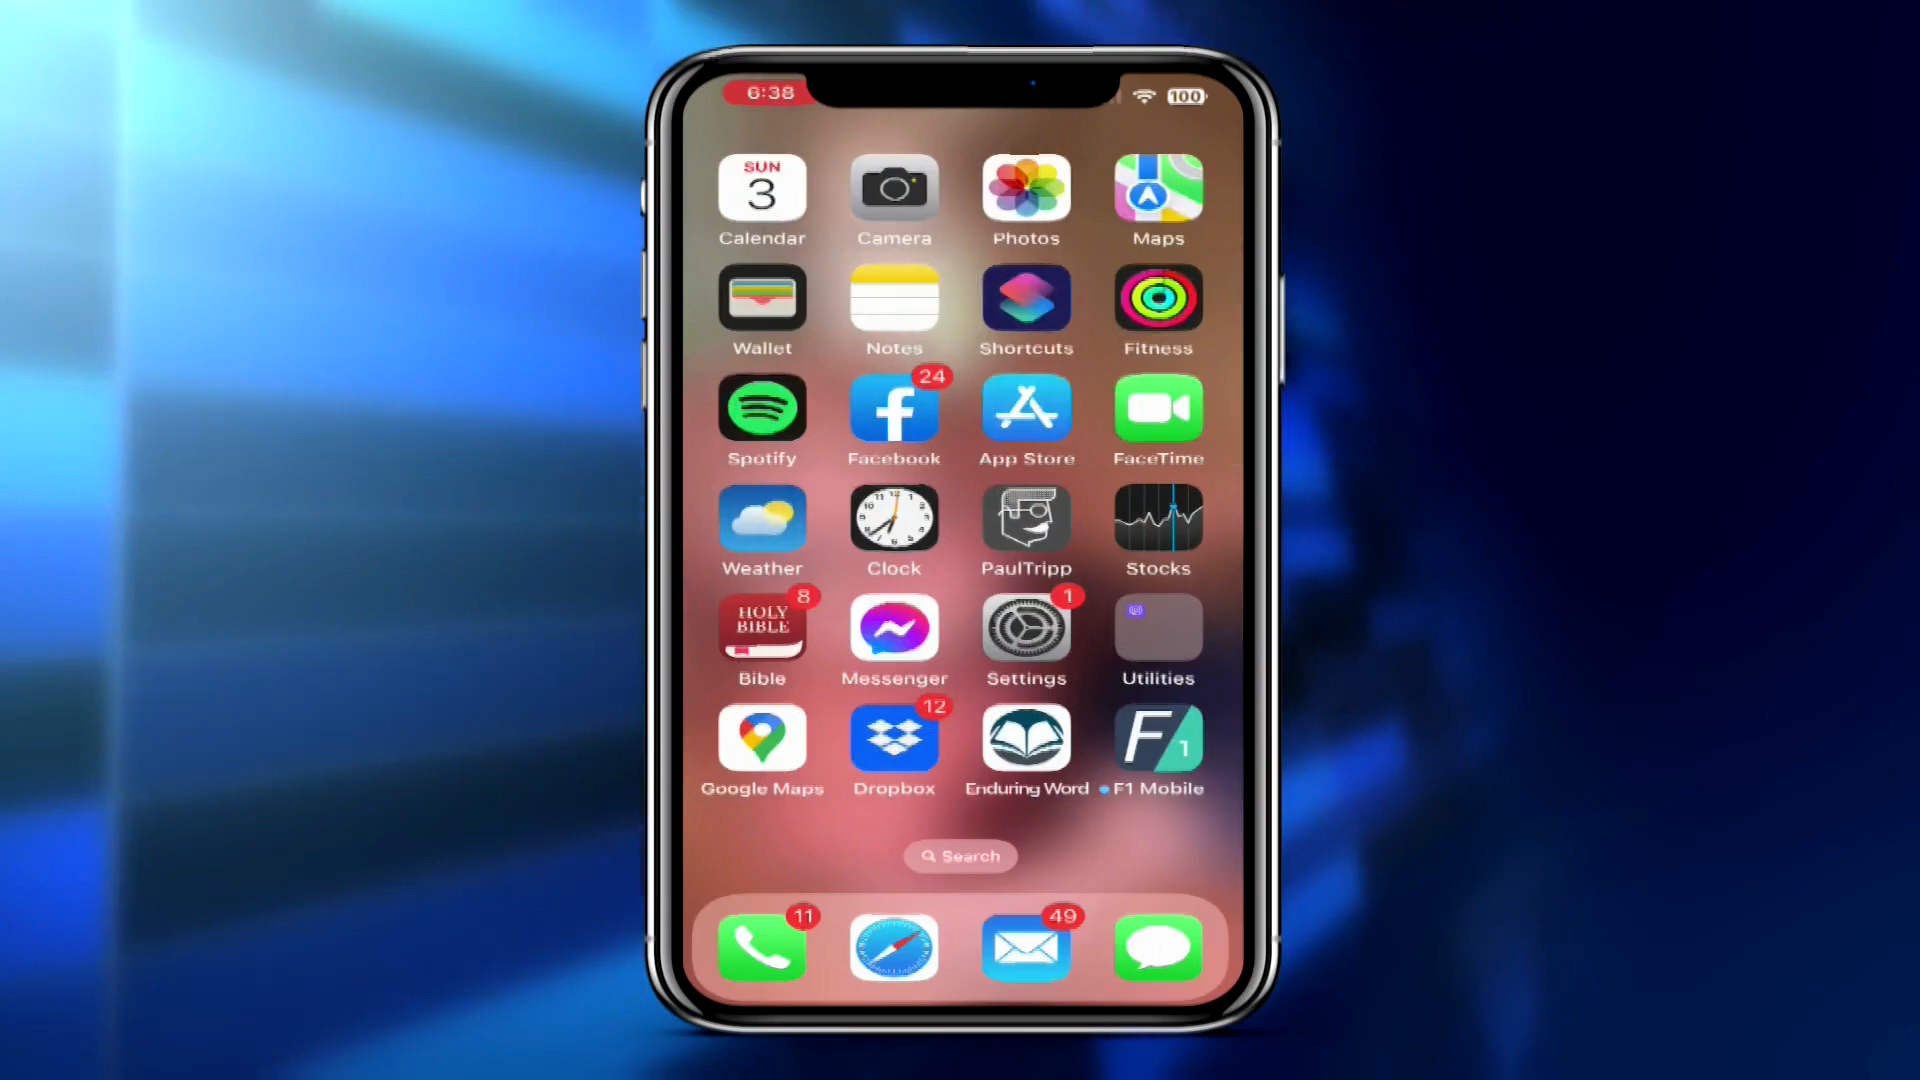 6:38
100
SUN
3
Calendar
Camera
Photos
Maps
Wallet
Notes
Shortcuts
Fitness
24
Spotify
Facebook
App Store
FaceTime
Weather
Clock
PaulTripp
Stocks
8
HOLY
BIBLE
1
Bible
Messenger
Settings
Utilities
12
F
1
Google Maps
Dropbox
Enduring Word
F1 Mobile
Search
11
49